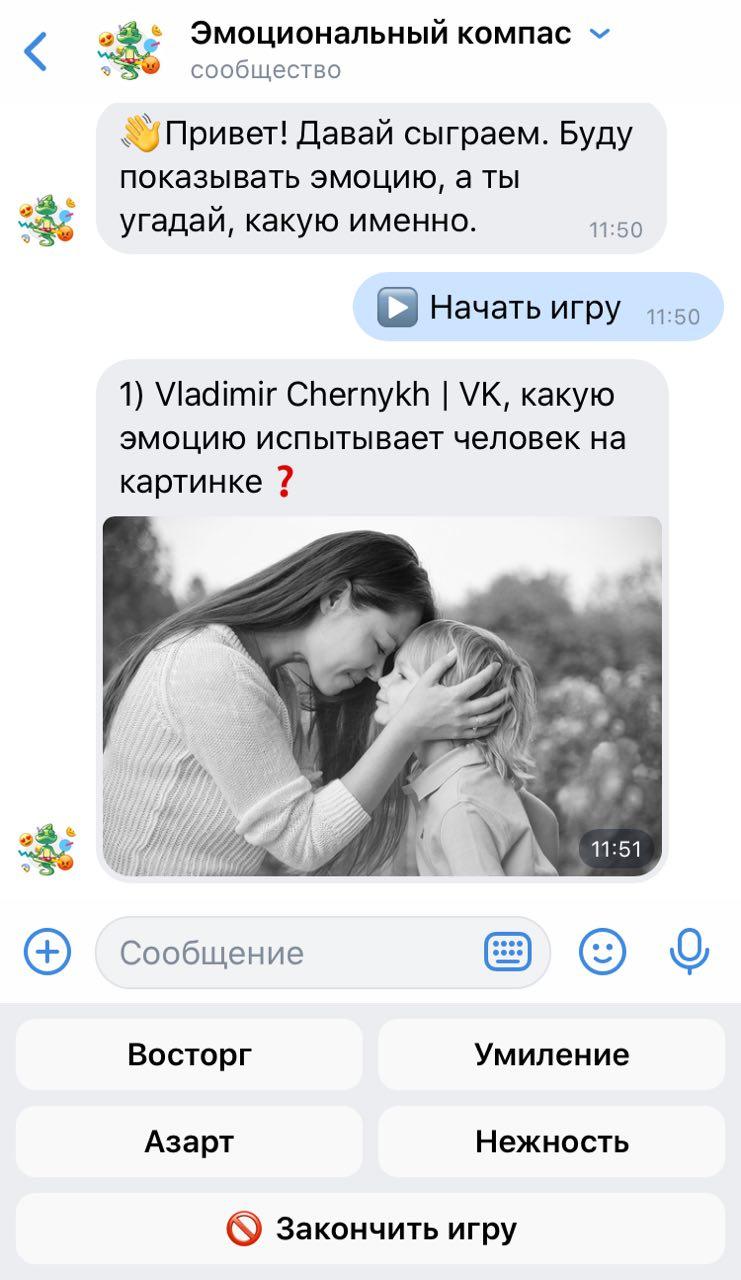 Эмоциональный компас
сообщество
👋Привет! Давай сыграем. Буду
показывать эмоцию, а ты
угадай, какую именно.
11:50
▶️ Начать игру
11:50
1) Vladimir Chernykh | VK, какую
эмоцию испытывает человек на
картинке ❓
11:51
Сообщение
Восторг
Умиление
Азарт
Нежность
🚫 Закончить игру